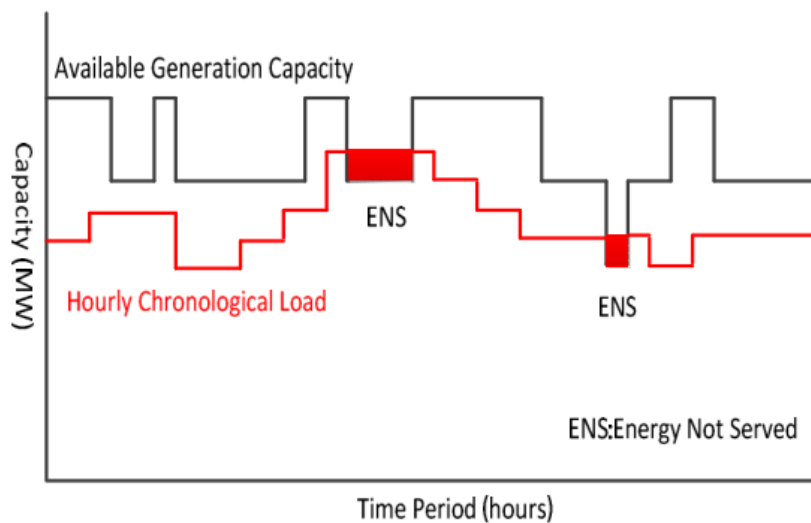 Available Generation Capacity
Capacity (MW)
ENS
Hourly Chronological Load
ENS
ENS:Energy Not Served
Time Period (hours)